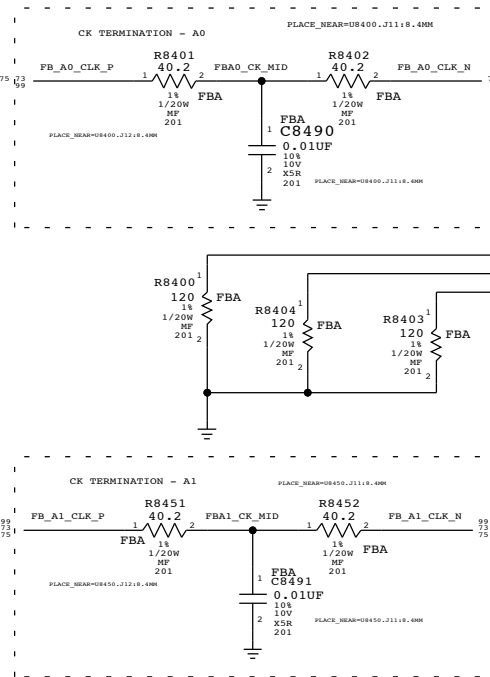 CK TERMINATION - A0
PLACE_NEAR=U8400.J11:8.4MM
R8401
R8402
40.2
40.2
FB_A0_CLK_P
FBA0_CK_MID
FB_A0_CLK_N
75 73
99
1
2
1
2
7
FBA
FBA
1%
1/20W
MF
201
1%
1/20W
MF
201
PLACE_NEAR=U8400.J12:8.4MM
FBA
1
C8490
0.01UF
10%
10V
X5R
201
2
PLACE_NEAR=U8400.J11:8.4MM
R8400
1
120
FBA
1%
1/20W
MF
201
2
R8404
1
120
FBA
1%
1/20W
MF
201
2
R8403
1
120
FBA
1%
1/20W
MF
201
2
CK TERMINATION - A1
PLACE_NEAR=U8450.J11:8.4MM
R8451
R8452
40.2
40.2
FB_A1_CLK_P
FBA1_CK_MID
FB_A1_CLK_N
99
73
75
99
73
75
1
2
1
2
FBA
FBA
1%
1/20W
MF
201
1%
1/20W
MF
201
PLACE_NEAR=U8450.J12:8.4MM
FBA
1
C8491
0.01UF
10%
10V
X5R
201
2
PLACE_NEAR=U8450.J11:8.4MM